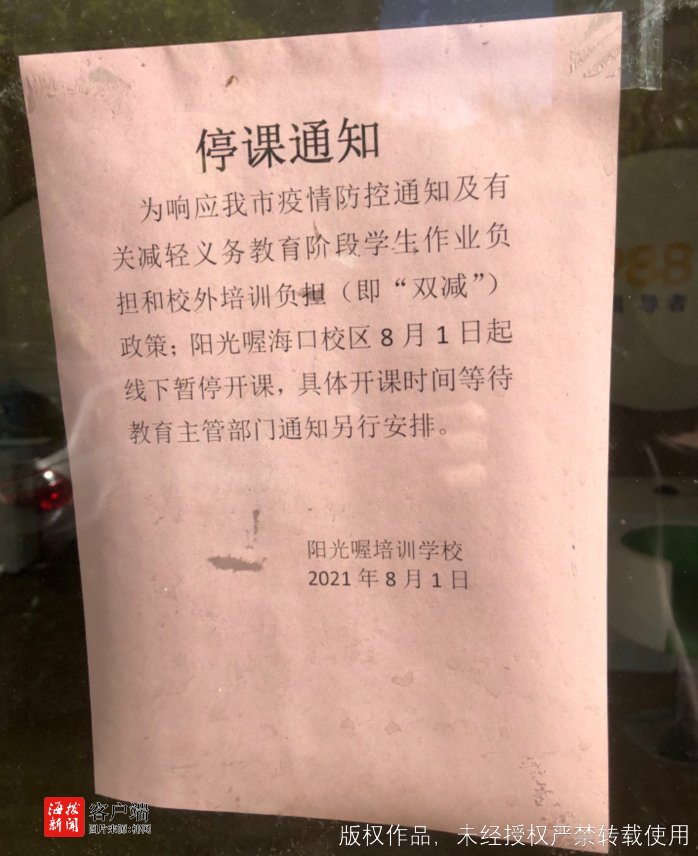 停课通知
为响应我市疫情防控通知及有
关减轻义务教育阶段学生作业负
担和校外培训负担（即“双减”）
政策；阳光喔海口校区8月1日起
线下暂停开课，具体开课时间等待
教育主管部门通知另行安排。
阳光喔培训学校
2021年8月1日
海拔
新闻
客户端
版权作品，未经授权严禁转载使用